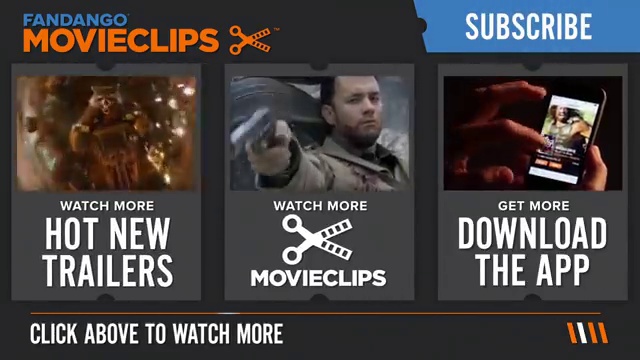 FANDANGO
MOVIECLIPS
SUBSCRIBE
WATCH MORE
HOT NEW
TRAILERS
WATCH MORE
MOVIECLIPS
GET MORE
DOWNLOAD
THE APP
CLICK ABOVE TO WATCH MORE